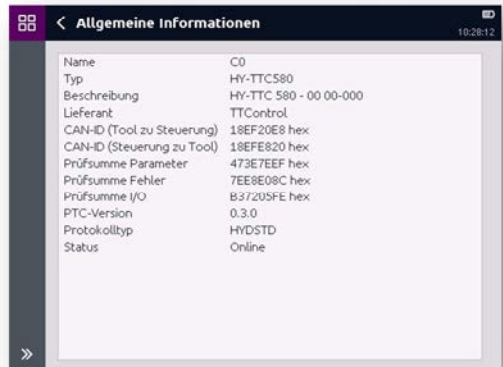 < Allgemeine Informationen
10:28:12
Name C0
Typ HY-TTC580
Beschreibung HY-TTC 580 - 00 00-000
Lieferant TTControl
CAN-ID (Tool zu Steuerung) 18EF20E8 hex
CAN-ID (Steuerung zu Tool) 18EFE820 hex
Prüfsumme Parameter 473E7EEF hex
Prüfsumme Fehler 7EE8E08C hex
Prüfsumme I/O B37205FE hex
PTC-Version 0.3.0
Protokolltyp HYDSTD
Status Online
»